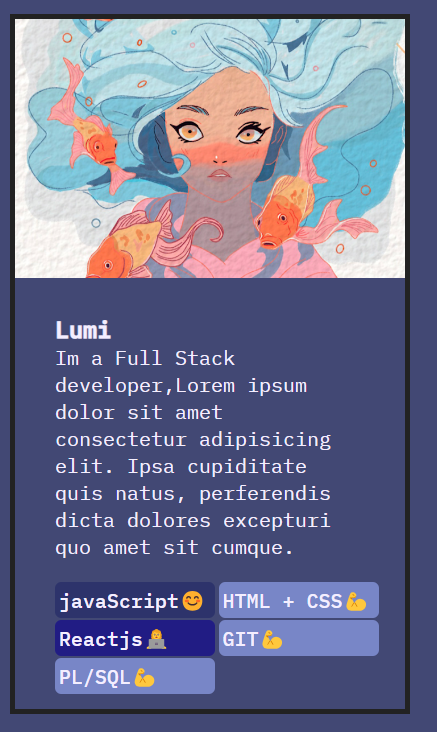 Lumi
Im a Full Stack
developer,Lorem ipsum
dolor sit amet
consectetur adipisicing
elit. Ipsa cupiditate
quis natus, perferendis
dicta dolores excepturi
quo amet sit cumque.
javaScript😊 HTML + CSS💪
Reactjs👩‍💻 GIT💪
PL/SQL💪